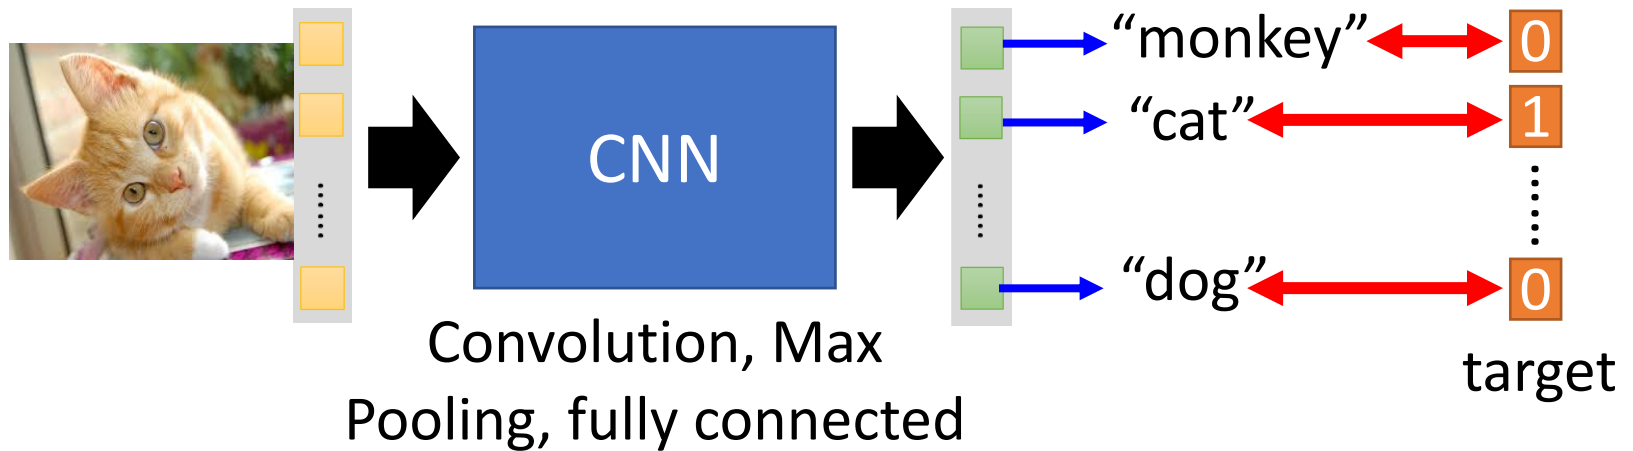 “monkey”
0
CNN
“cat”
1
......
......
......
“dog”
0
Convolution, Max
Pooling, fully connected
target